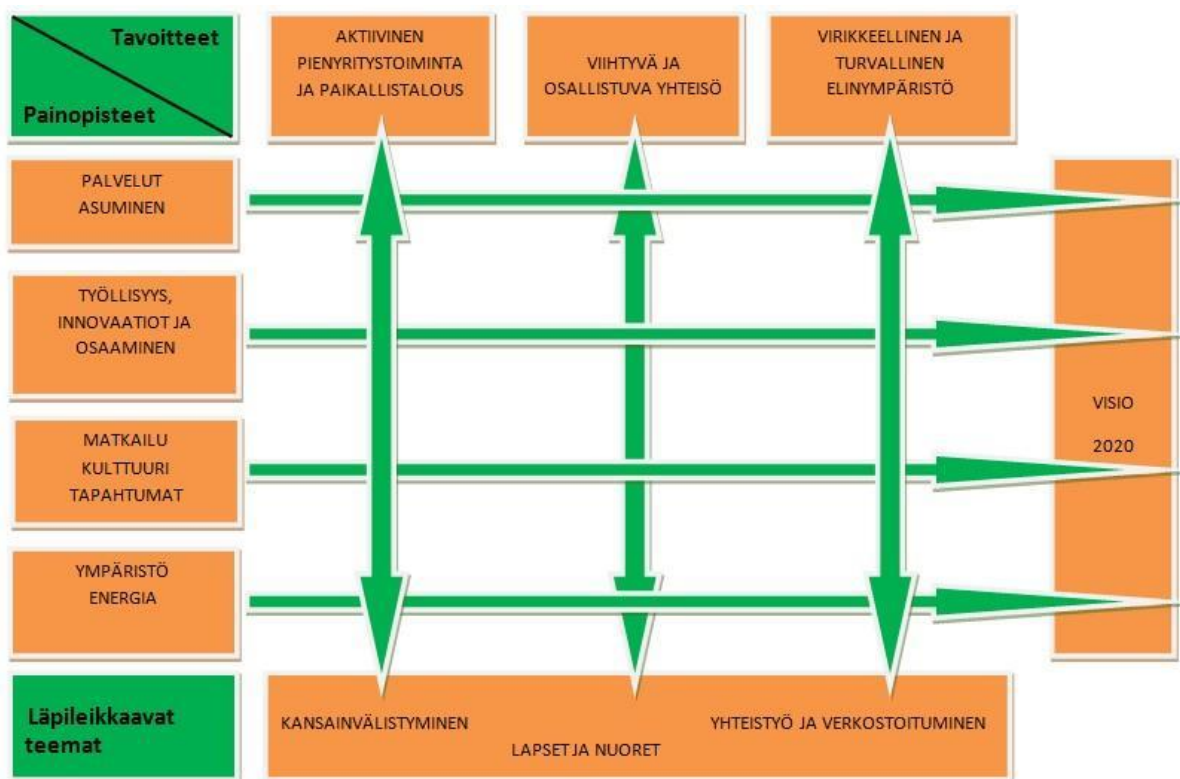 Tavoitteet
Painopisteet
AKTIIVINEN
PIENYRITYSTOIMINTA
JA PAIKALLISTALOUS
VIIHTYVÄ JA
OSALLISTUVA YHTEISÖ
VIRIKKEELLINEN JA
TURVALLINEN
ELINYMPÄRISTÖ
PALVELUT
ASUMINEN
TYÖLLISYYS,
INNOVAATIOT JA
OSAAMINEN
MATKAILU
KULTTUURI
TAPAHTUMAT
YMPÄRISTÖ
ENERGIA
VISIO
2020
Läpileikkaavat
teemat
KANSAINVÄLISTYMINEN
YHTEISTYÖ JA VERKOSTOITUMINEN
LAPSET JA NUORET